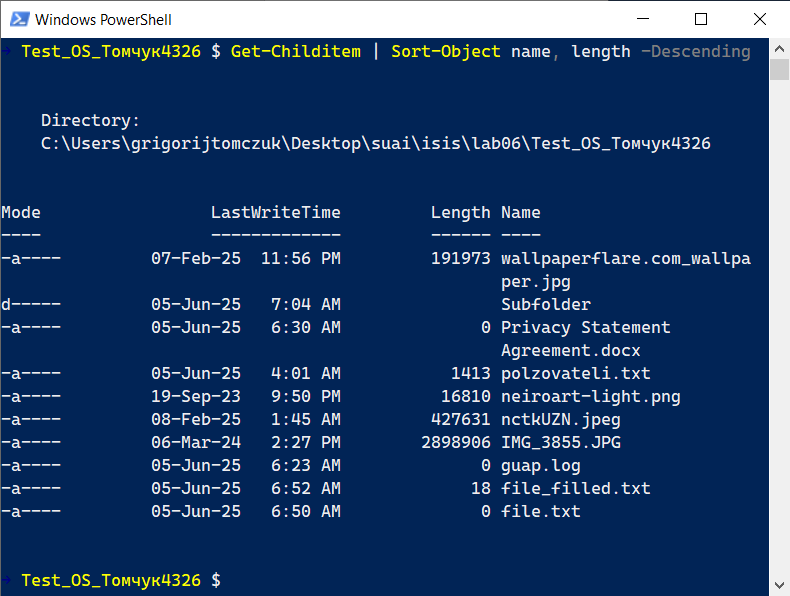 Windows PowerShell
→ Test_OS_Томчук4326 $ Get-Childitem | Sort-Object name, length -Descending
Directory:
C:\Users\grigorijtomczuk\Desktop\suai\isis\lab06\Test_OS_Томчук4326
Mode LastWriteTime Length Name
---- ------------- ------ ----
-a---- 07-Feb-25 11:56 PM 191973 wallpaperflare.com_wallpa
per.jpg
d----- 05-Jun-25 7:04 AM Subfolder
-a---- 05-Jun-25 6:30 AM 0 Privacy Statement
Agreement.docx
-a---- 05-Jun-25 4:01 AM 1413 polzovateli.txt
-a---- 19-Sep-23 9:50 PM 16810 neiroart-light.png
-a---- 08-Feb-25 1:45 AM 427631 nctkUZN.jpeg
-a---- 06-Mar-24 2:27 PM 2898906 IMG_3855.JPG
-a---- 05-Jun-25 6:23 AM 0 guap.log
-a---- 05-Jun-25 6:52 AM 18 file_filled.txt
-a---- 05-Jun-25 6:50 AM 0 file.txt
→ Test_OS_Томчук4326 $